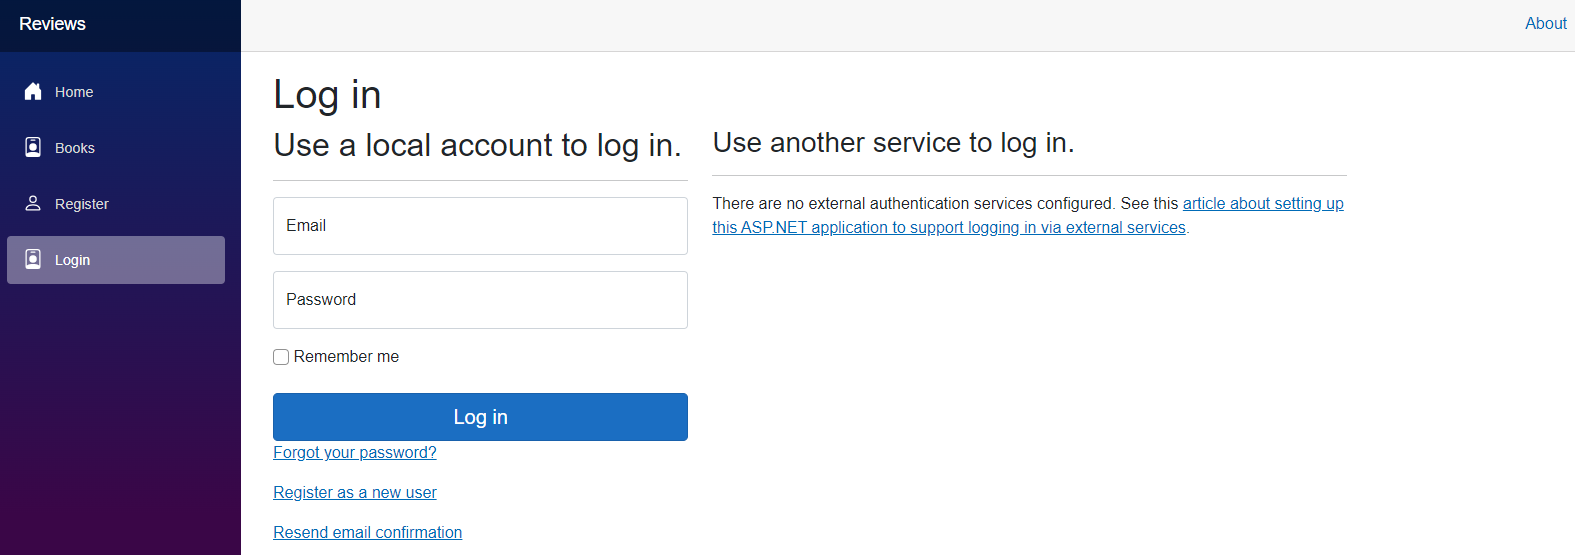 Reviews
About
Home
Books
Register
Login
Log in
Use a local account to log in.
Email
Password
Remember me
Log in
Forgot your password?
Register as a new user
Resend email confirmation
Use another service to log in.
There are no external authentication services configured. See this article about setting up
this ASP.NET application to support logging in via external services.